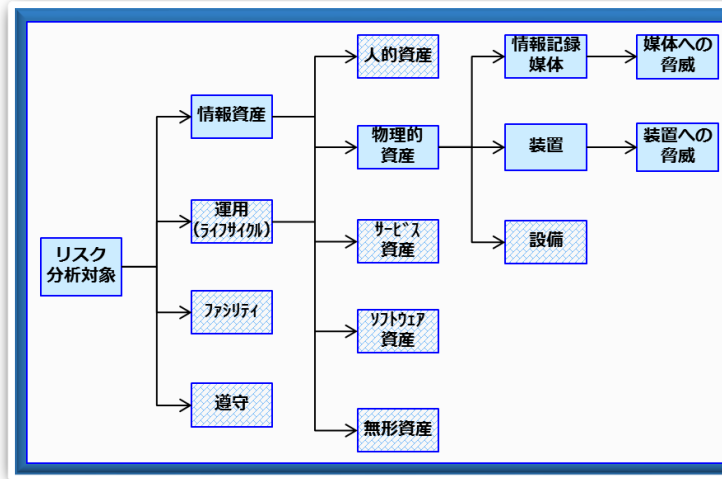 リスク
分析対象
情報資産
運用
(ﾗｲﾌｻｲｸﾙ)
ﾌｧｼﾘﾃｨ
遵守
人的資産
物理的
資産
ｻｰﾋﾞｽ
資産
ｿﾌﾄｳｪｱ
資産
無形資産
情報記録
媒体
装置
設備
媒体への
脅威
装置への
脅威